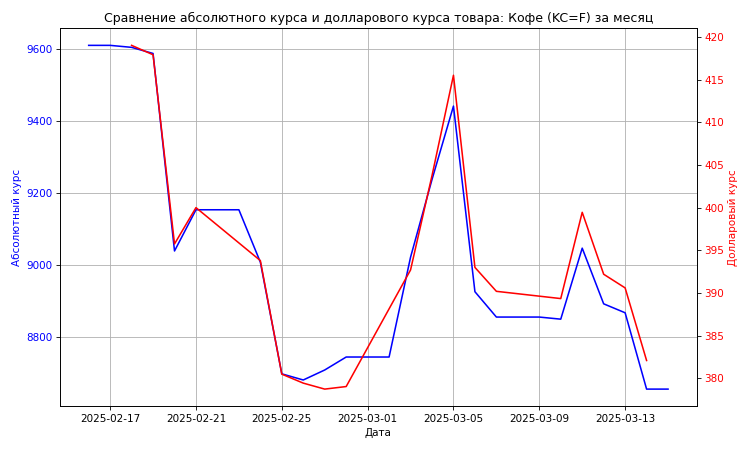 Сравнение абсолютного курса и долларового курса товара: Кофе (KC=F) за месяц
9600
9400
9200
9000
8800
Абсолютный курс
420
415
410
405
400
395
390
385
380
Долларовый курс
2025-02-17 2025-02-21 2025-02-25 2025-03-01 2025-03-05 2025-03-09 2025-03-13
Дата